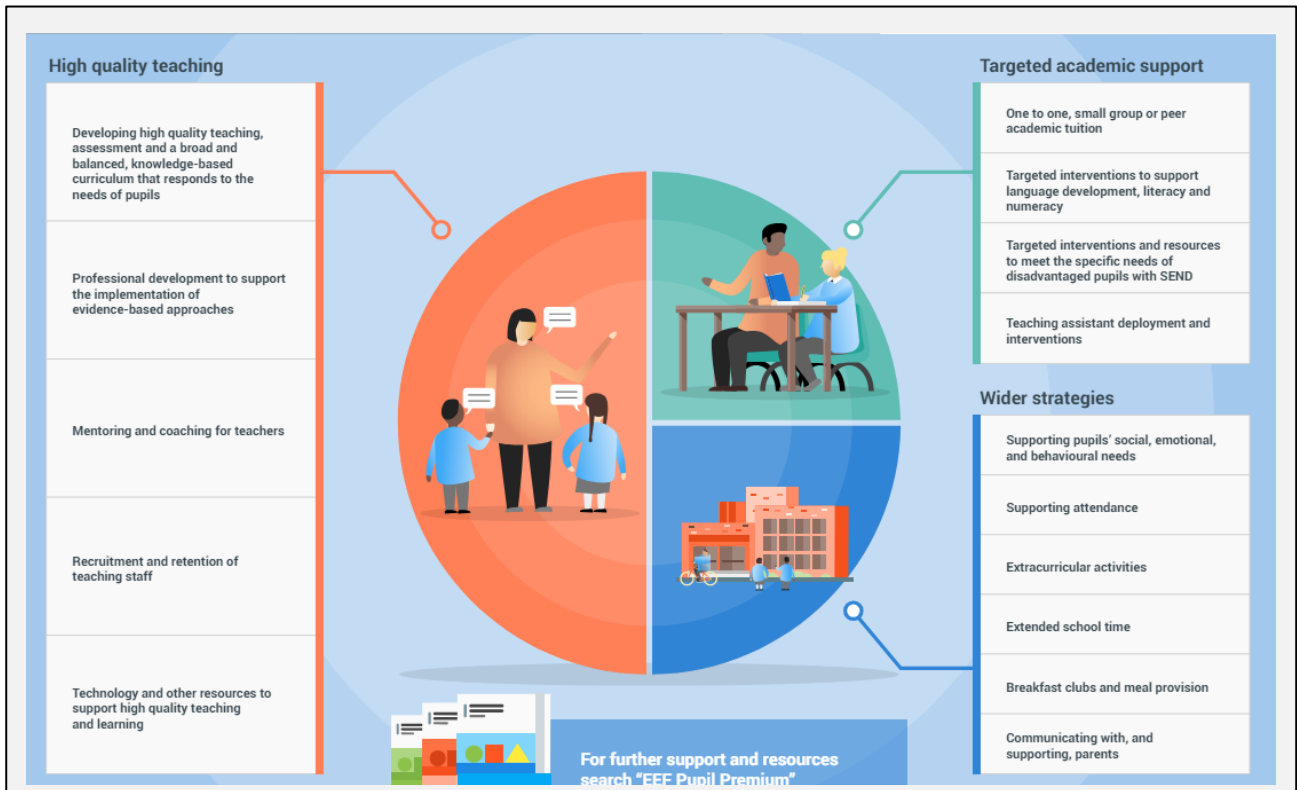 High quality teaching
Developing high quality teaching,
assessment and a broad and
balanced, knowledge-based
curriculum that responds to the
needs of pupils
Professional development to support
the implementation of
evidence-based approaches
Mentoring and coaching for teachers
Recruitment and retention of
teaching staff
Technology and other resources to
support high quality teaching
and learning
Targeted academic support
One to one, small group or peer
academic tuition
Targeted interventions to support
language development, literacy and
numeracy
Targeted interventions and resources
to meet the specific needs of
disadvantaged pupils with SEND
Teaching assistant deployment and
interventions
Wider strategies
Supporting pupils’ social, emotional,
and behavioural needs
Supporting attendance
Extracurricular activities
Extended school time
Breakfast clubs and meal provision
Communicating with, and
supporting, parents
For further support and resources
search “EEF Pupil Premium”